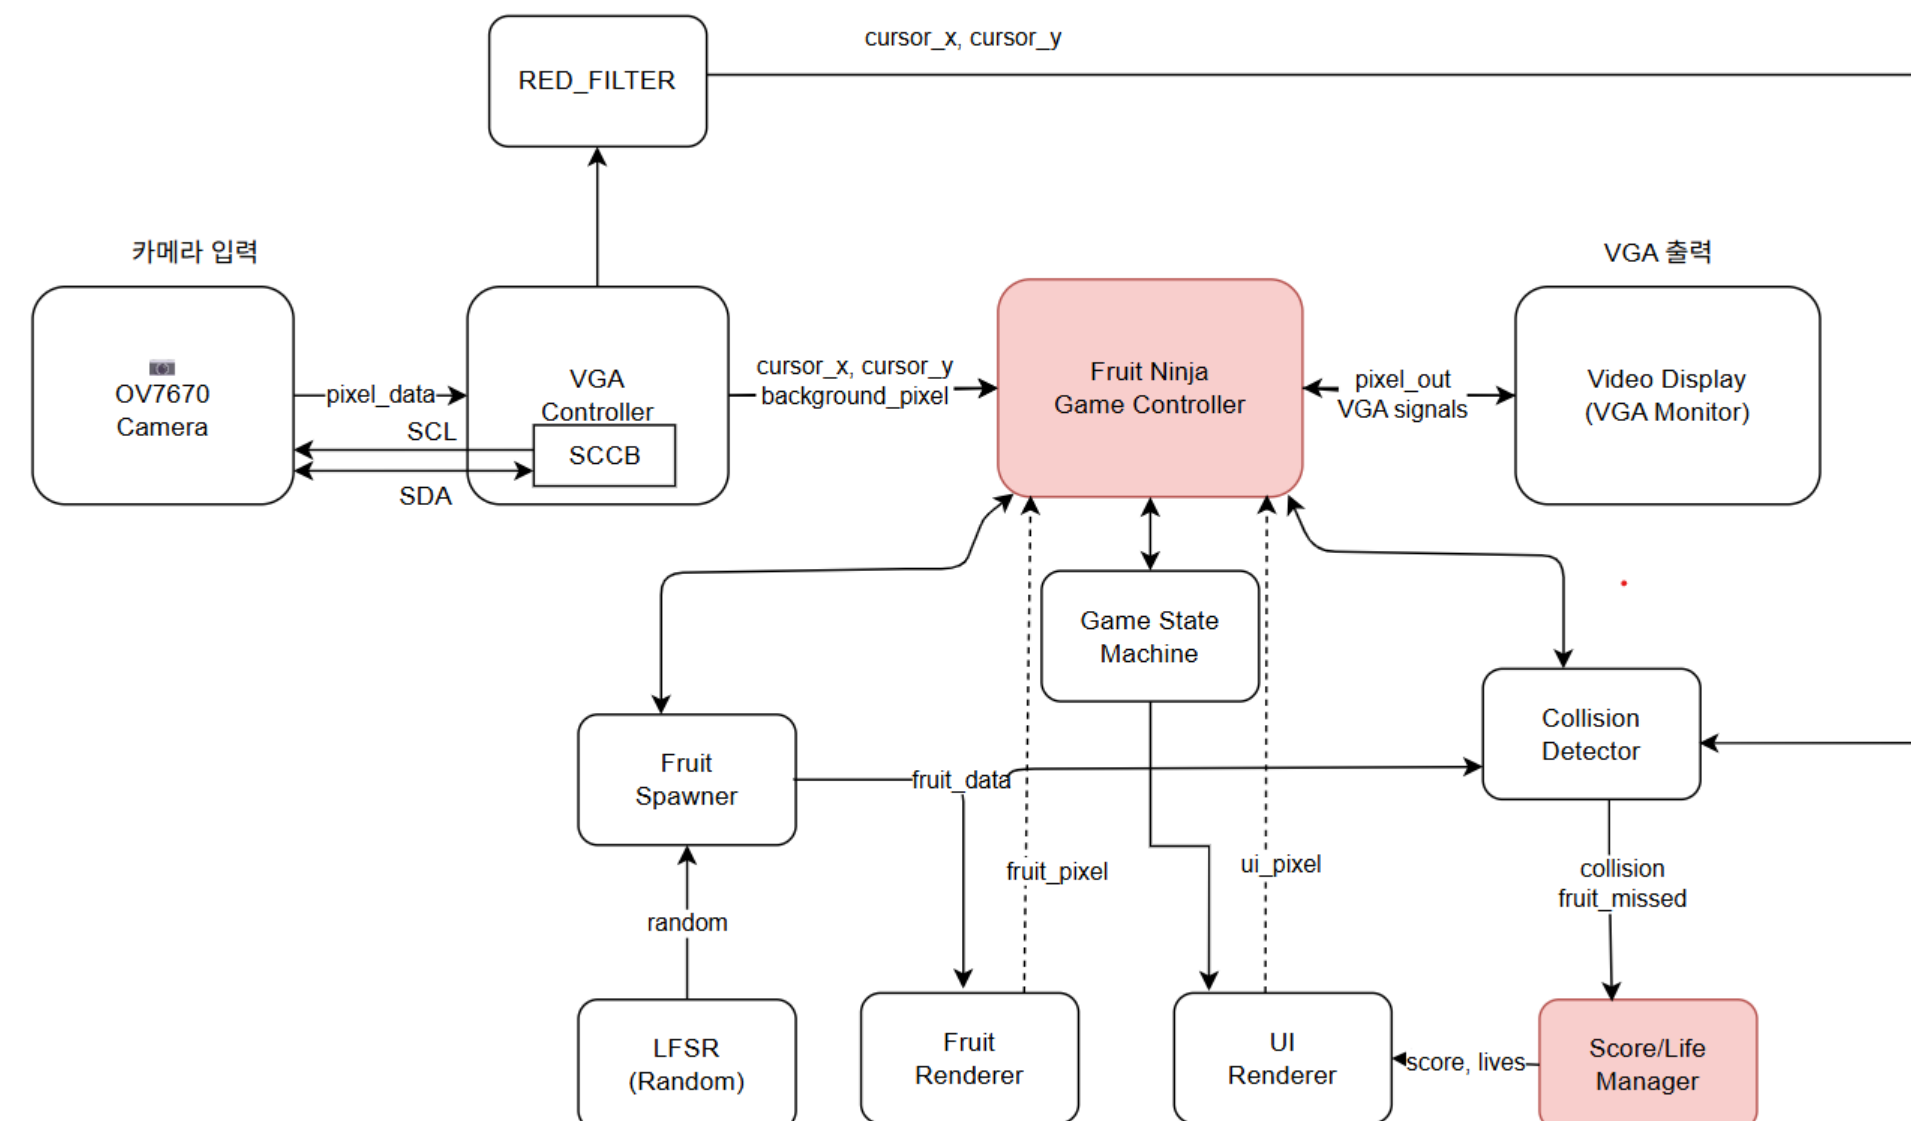 cursor_x, cursor_y
RED_FILTER
카메라 입력
VGA 출력
OV7670
Camera
pixel_data
SCL
SDA
VGA
Controller
SCCB
cursor_x, cursor_y
background_pixel
Fruit Ninja
Game Controller
pixel_out
VGA signals
Video Display
(VGA Monitor)
Game State
Machine
Collision
Detector
Fruit
Spawner
fruit_data
fruit_pixel
ui_pixel
collision
fruit_missed
random
LFSR
(Random)
Fruit
Renderer
UI
Renderer
score, lives
Score/Life
Manager